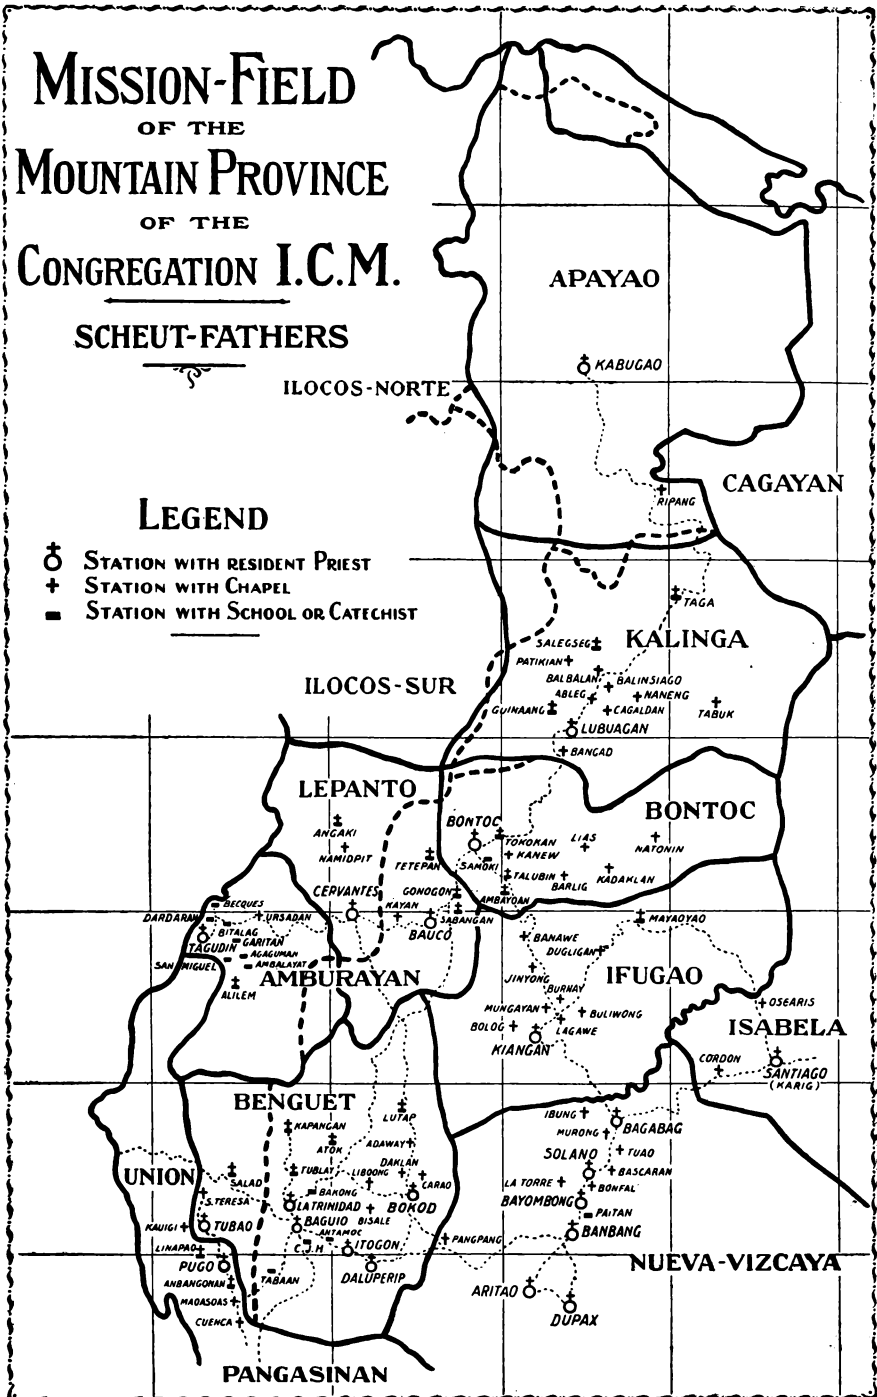 MISSION-FIELD
OF THE
MOUNTAIN PROVINCE
OF THE
CONGREGATION I.C.M.
SCHEUT-FATHERS
LEGEND
STATION WITH RESIDENT PRIEST
STATION WITH CHAPEL
STATION WITH SCHOOL OR CATECHIST
APAYAO
KABUGAO
ILOCOS-NORTE
CAGAYAN
RIPANG
TAGA
SALEGSEG
KALINGA
PATIKIAN
BALBALAN
BALINSIAGO
ABLEG
NANENG
ILOCOS-SUR
GUINAANG
CAGALDAN
TABUK
LUBUAGAN
BANGAD
LEPANTO
BONTOC
BONTOC
ANGAKI
TOKOKAN
LIAS
NATONIN
NAMIDPIT
KANEW
TETEPAN
SAMOKI
TALUBIN
BARLIG
KADAKLAN
CERVANTES
GONOGON
AMBAYOAN
BECQUES
KAYAN
DARDARAN
URSADAN
SABANGAN
MAYAOYAO
BITALAG
BAUCO
TAGUDIN
GARITAN
BANAWE
AGAGUMAN
DUGLIGAN
SAN MIGUEL
AMBALAYAT
JINYONG
AMBURAYAN
IFUGAO
ALILEM
BURNAY
OSEARIS
MUNGAYAN
BULIWONG
BOLOG
LAGAWE
ISABELA
KIANGAN
CORDON
SANTIAGO
(KARIG)
BENGUET
LUTAP
IBUNG
BAGABAG
KAPANGAN
MURONG
ATOK
ADAWAY
SOLANO
TUAO
UNION
TUBLAY
LIBOONG
DAKLAN
BASCARAN
SALAD
BAKONG
CARAO
LA TORRE
BONFAL
S. TERESA
LA TRINIDAD
BOKOD
BAYOMBONG
PAITAN
KAUIGI
TUBAO
BAGUIO
BISALE
BANBANG
ANTAMOC
PANGPANG
LINAPAO
C.J.H
ITOGON
PUGO
DALUPERIP
NUEVA-VIZCAYA
ANBANGONAN
TABAAN
ARITAO
MADASOAS
DUPAX
CUENCA
PANGASINAN